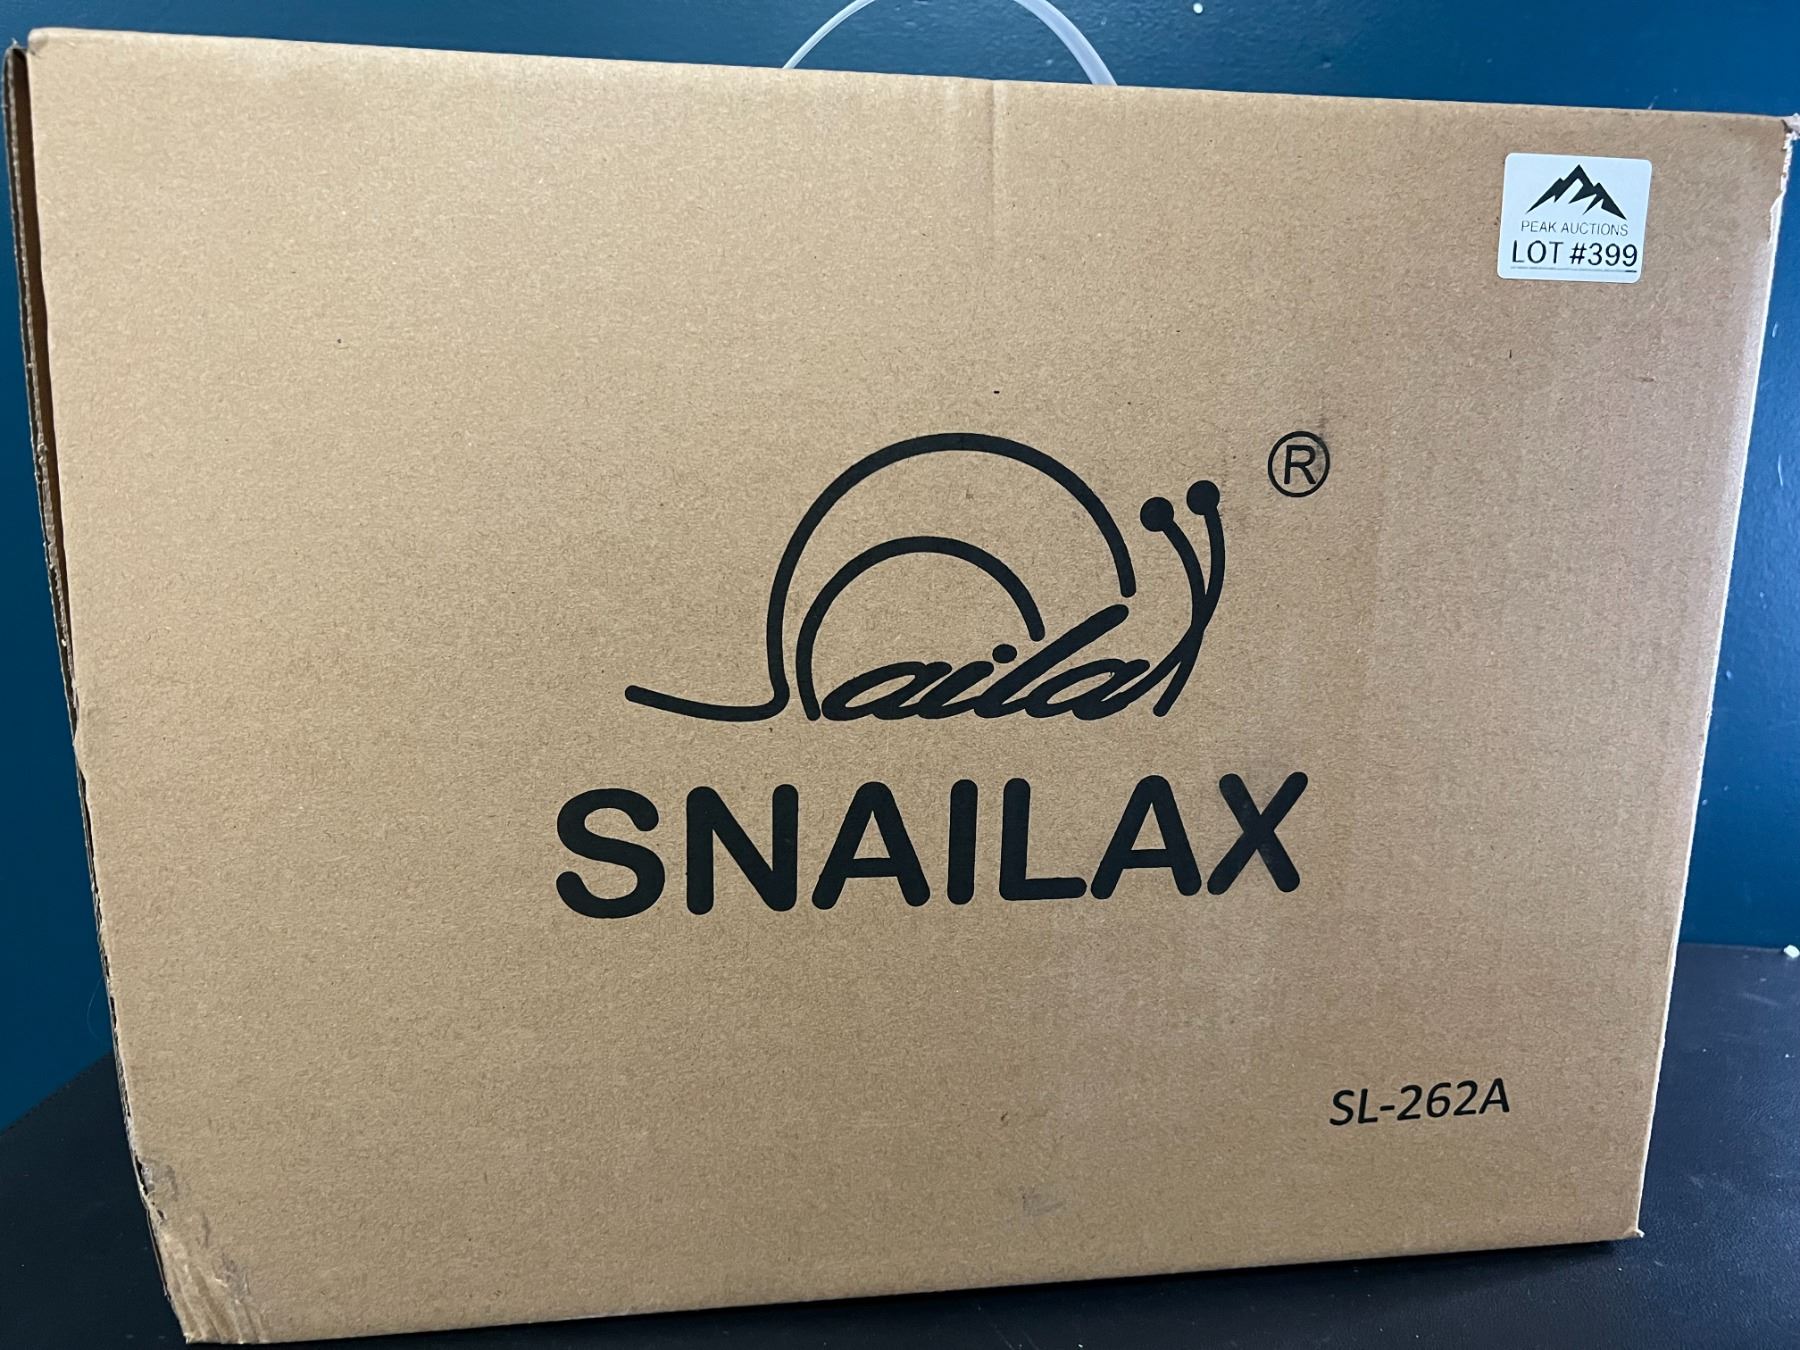 PEAK AUCTIONS
LOT #399
®
Snailax
SNAILAX
SL-262A